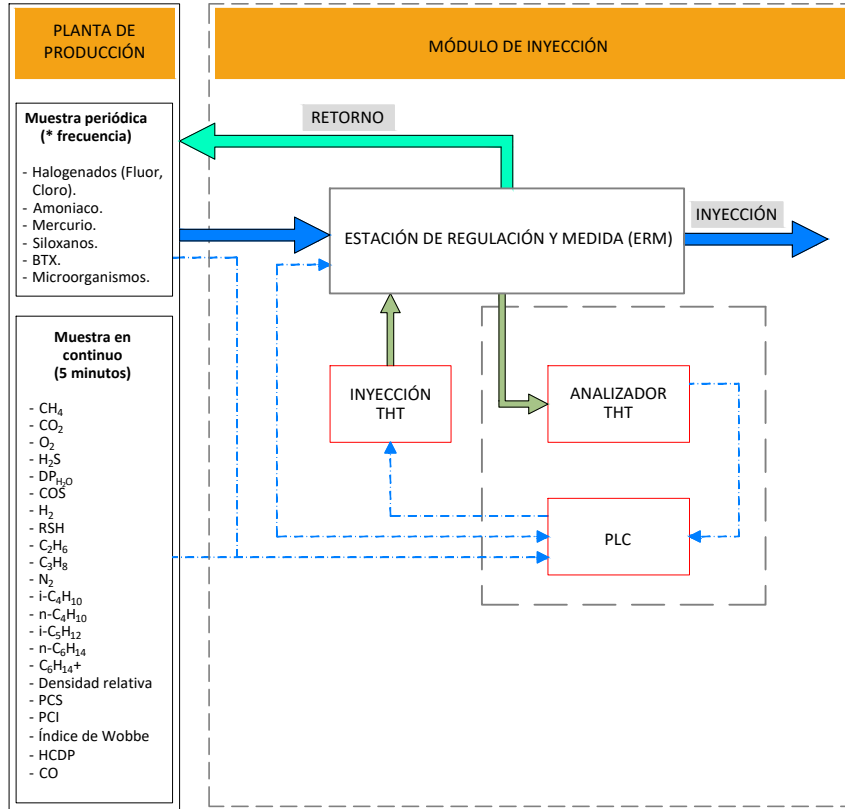 PLANTA DE
PRODUCCIÓN
MÓDULO DE INYECCIÓN
Muestra periódica
(* frecuencia)
- Halogenados (Fluor,
Cloro).
- Amoniaco.
- Mercurio.
- Siloxanos.
- BTX.
- Microorganismos.
RETORNO
ESTACIÓN DE REGULACIÓN Y MEDIDA (ERM)
INYECCIÓN
Muestra en
continuo
(5 minutos)
- CH₄
- CO₂
- O₂
- H₂S
- DP_H₂O
- COS
- H₂
- RSH
- C₂H₆
- C₃H₈
- N₂
- i-C₄H₁₀
- n-C₄H₁₀
- i-C₅H₁₂
- n-C₆H₁₄
- C₆H₁₄+
- Densidad relativa
- PCS
- PCI
- Índice de Wobbe
- HCDP
- CO
INYECCIÓN
THT
ANALIZADOR
THT
PLC